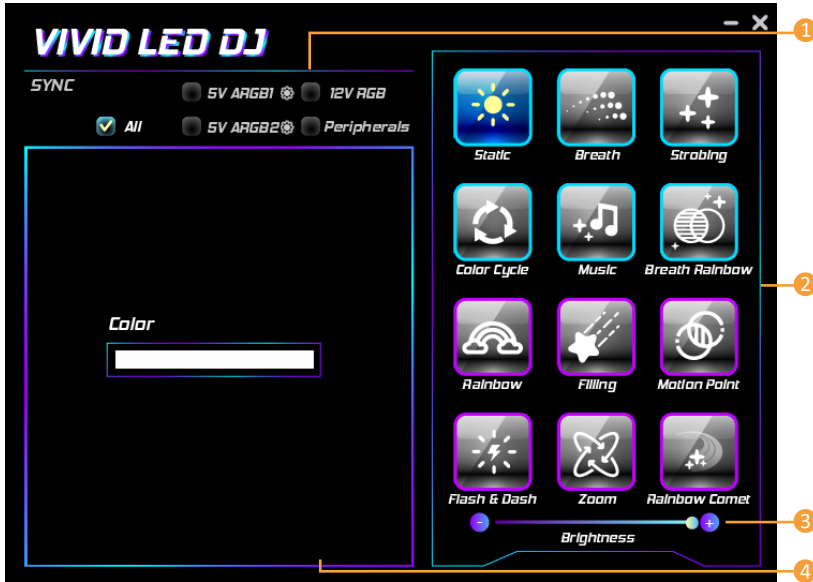 VIVID LED DJ
SYNC
5V ARGB1 12V RGB
All 5V ARGB2 Peripherals
Color
Static Breath Strobing
Color Cycle Music Breath Rainbow
Rainbow Filling Motion Point
Flash & Dash Zoom Rainbow Comet
- +
Brightness
1
2
3
4